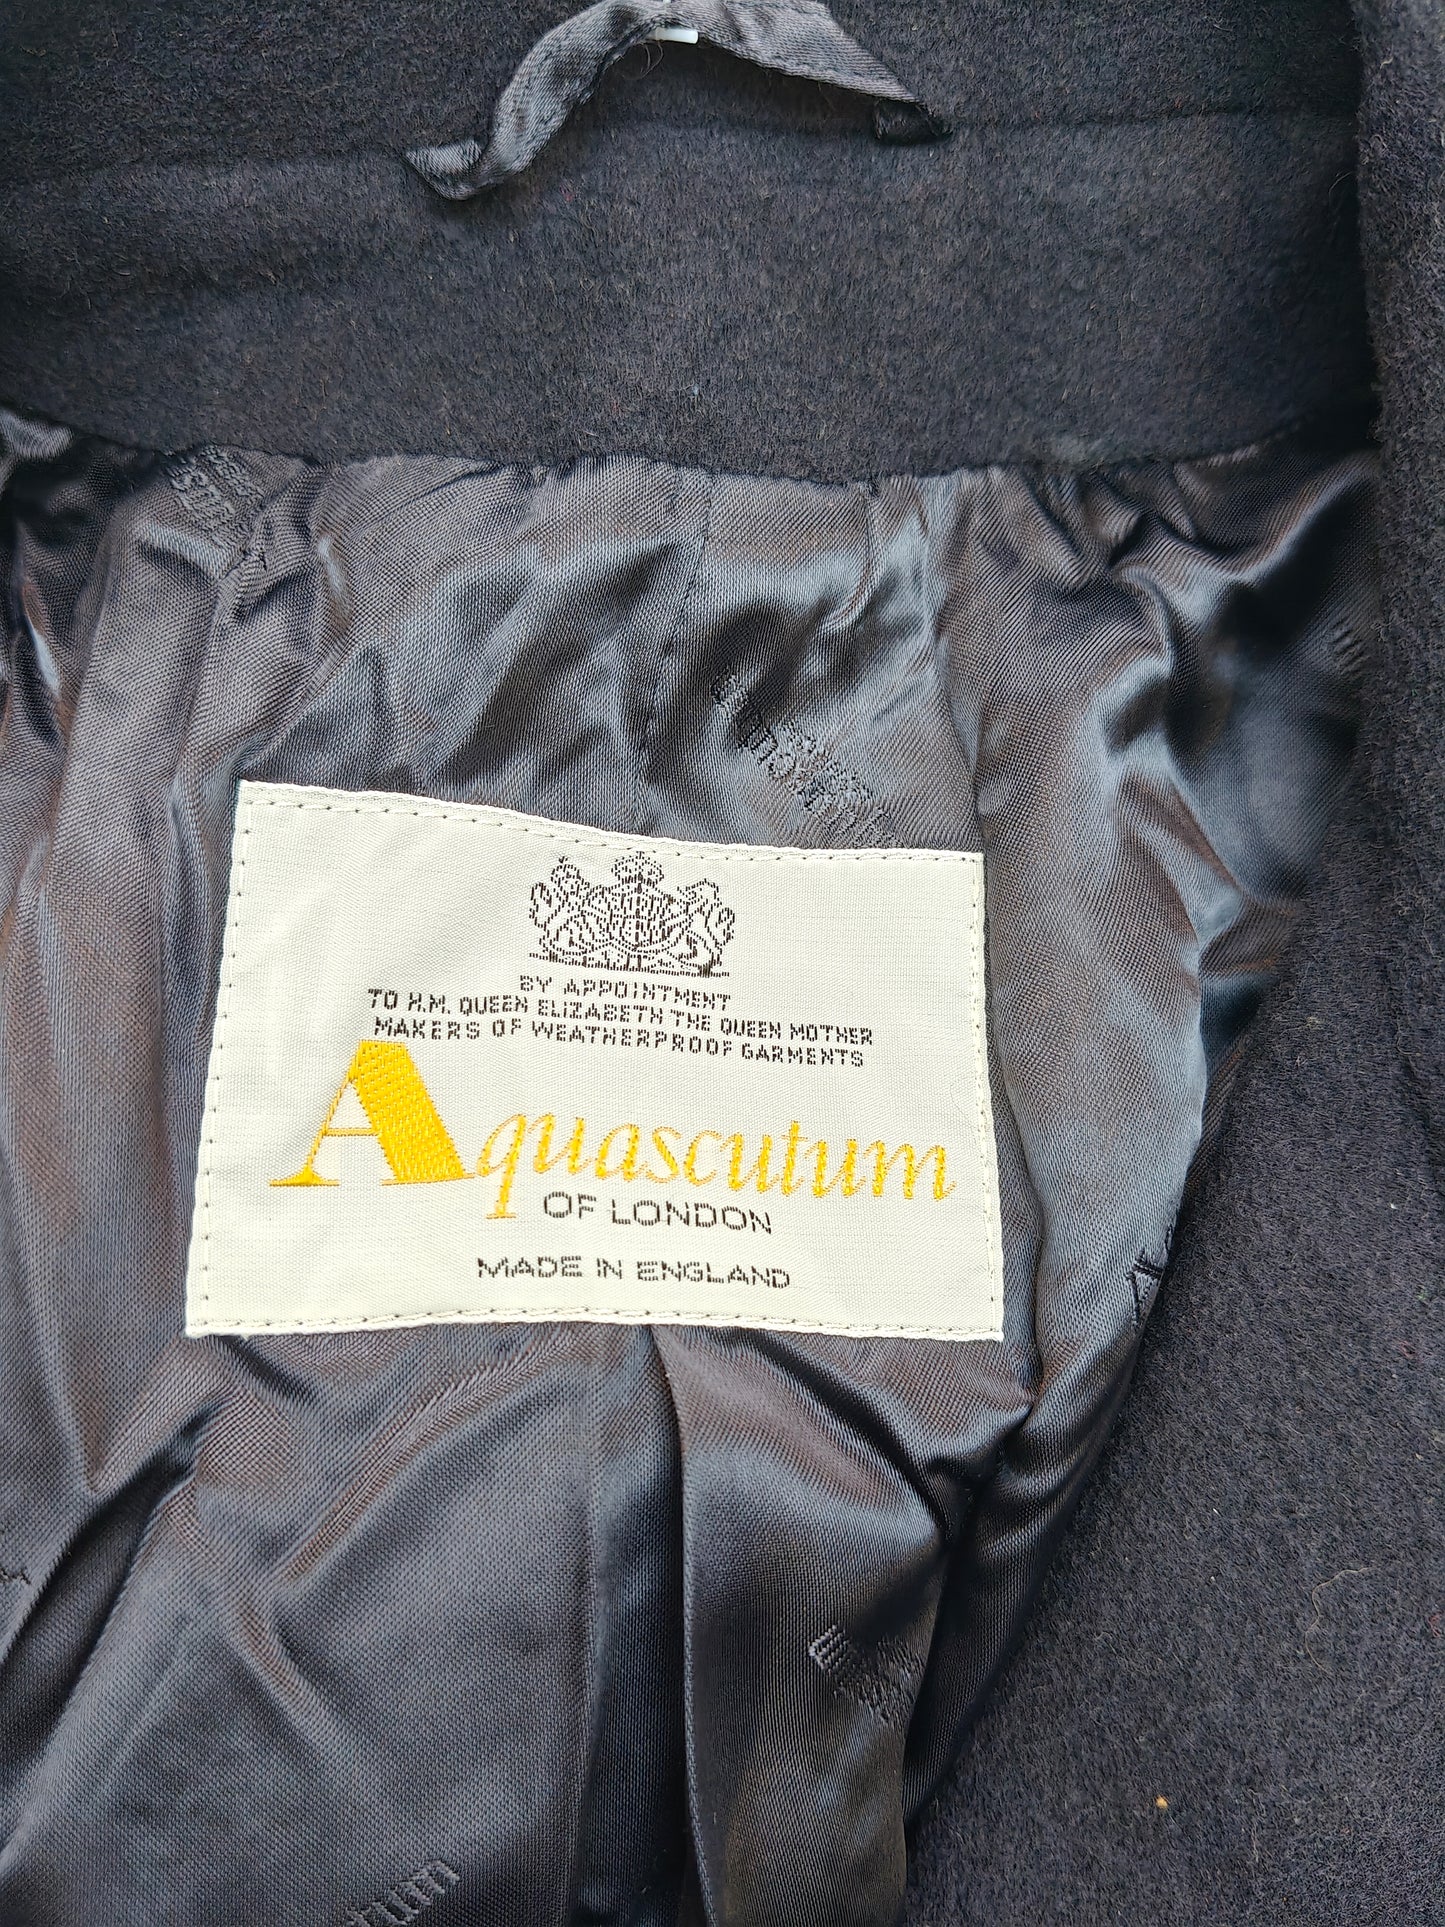 BY APPOINTMENT
TO H.M. QUEEN ELIZABETH THE QUEEN MOTHER
MAKERS OF WEATHERPROOF GARMENTS
Aquascutum
OF LONDON
MADE IN ENGLAND